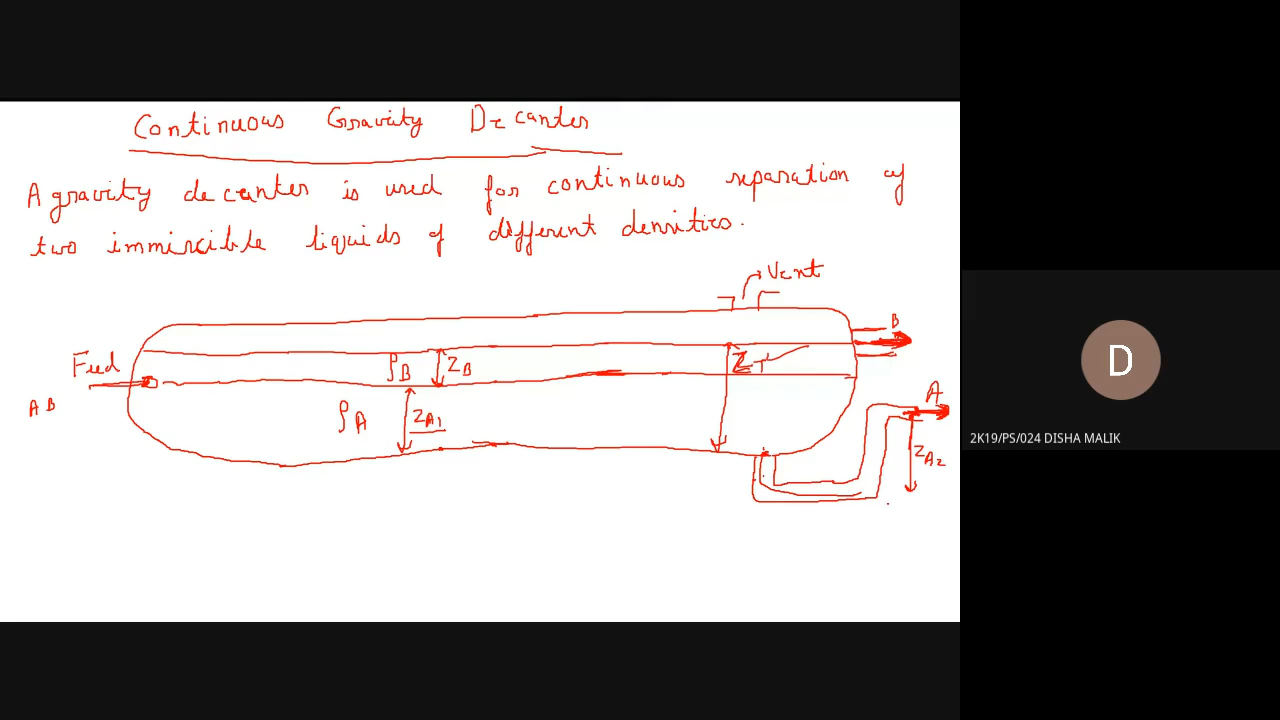 Continuous Gravity Decanter
A gravity decanter is used for continuous separation of
two immiscible liquids of different densities.
Vent
B
Feed
ρB
ZB
ZT
A B
ρA
ZA1
A
ZA2
D
2K19/PS/024 DISHA MALIK